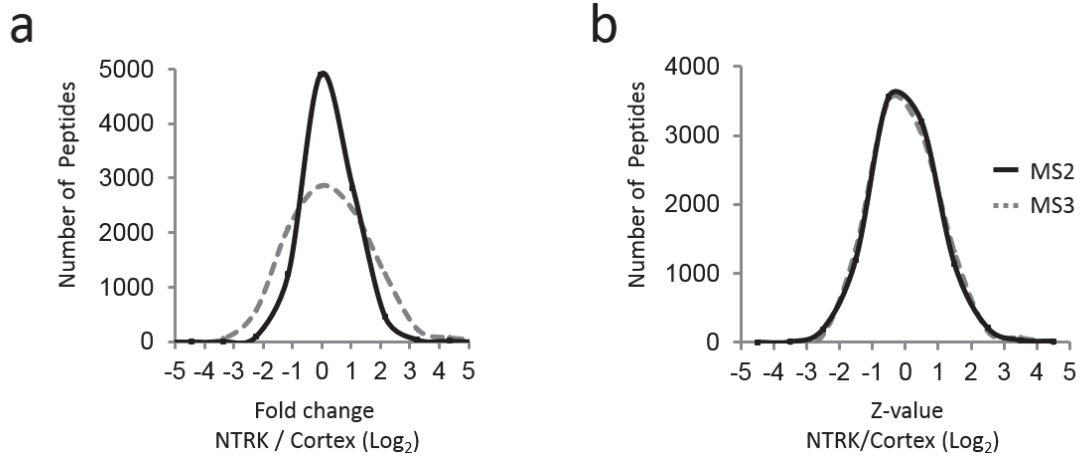 a
Number of Peptides
5000
4000
3000
2000
1000
0
-5 -4 -3 -2 -1 0 1 2 3 4 5
Fold change
NTRK / Cortex (Log2)
b
Number of Peptides
4000
3000
2000
1000
0
-5 -4 -3 -2 -1 0 1 2 3 4 5
Z-value
NTRK/Cortex (Log2)
MS2
MS3